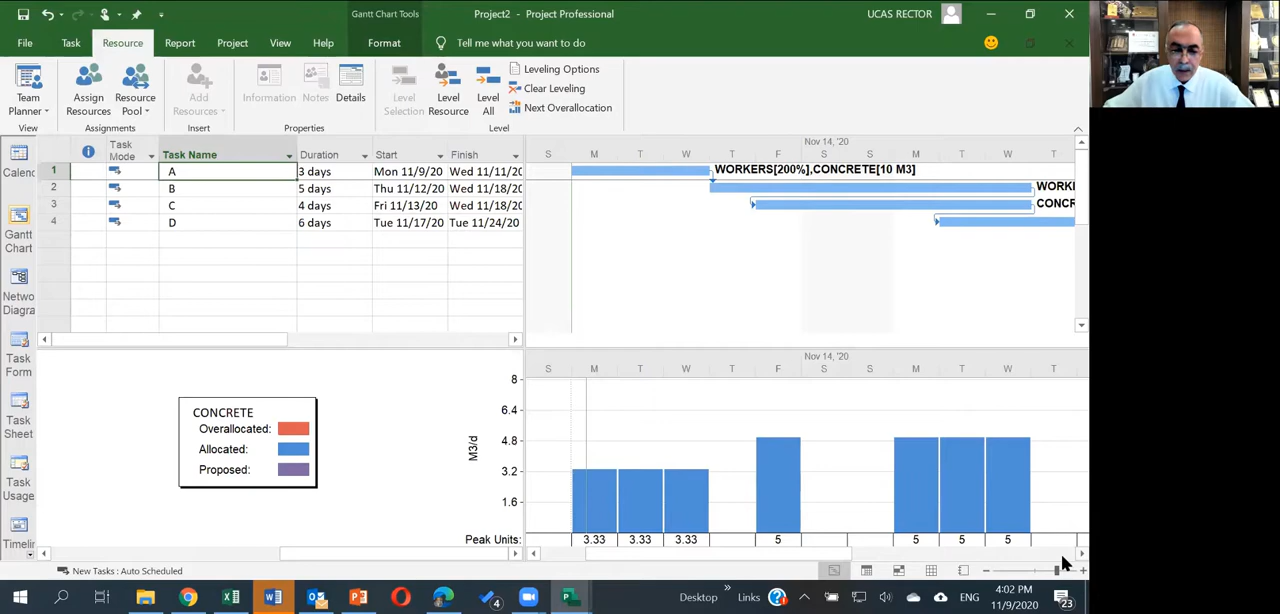 Gantt Chart Tools
Project2 - Project Professional
UCAS RECTOR
File
Task
Resource
Report
Project
View
Help
Format
Tell me what you want to do
Team Planner
View
Assign Resources
Resource Pool
Assignments
Add Resources
Insert
Information
Notes
Details
Properties
Level Selection
Level Resource
Level All
Leveling Options
Clear Leveling
Next Overallocation
Level
Task Mode
Task Name
Duration
Start
Finish
1 A 3 days Mon 11/9/20 Wed 11/11/20
2 B 5 days Thu 11/12/20 Wed 11/18/20
3 C 4 days Fri 11/13/20 Wed 11/18/20
4 D 6 days Tue 11/17/20 Tue 11/24/20
Nov 14, '20
S M T W T F S S M T W T
WORKERS[200%],CONCRETE[10 M3]
WORKI
CONCR
Calend
Gantt Chart
Netwo Diagra
Task Form
Task Sheet
Task Usage
Timelin
CONCRETE
Overallocated:
Allocated:
Proposed:
Nov 14, '20
S M T W T F S S M T W T
M3/d
8
6.4
4.8
3.2
1.6
Peak Units:
3.33 3.33 3.33 5 5 5 5
New Tasks : Auto Scheduled
4
Desktop
Links
ENG
4:02 PM
11/9/2020
23